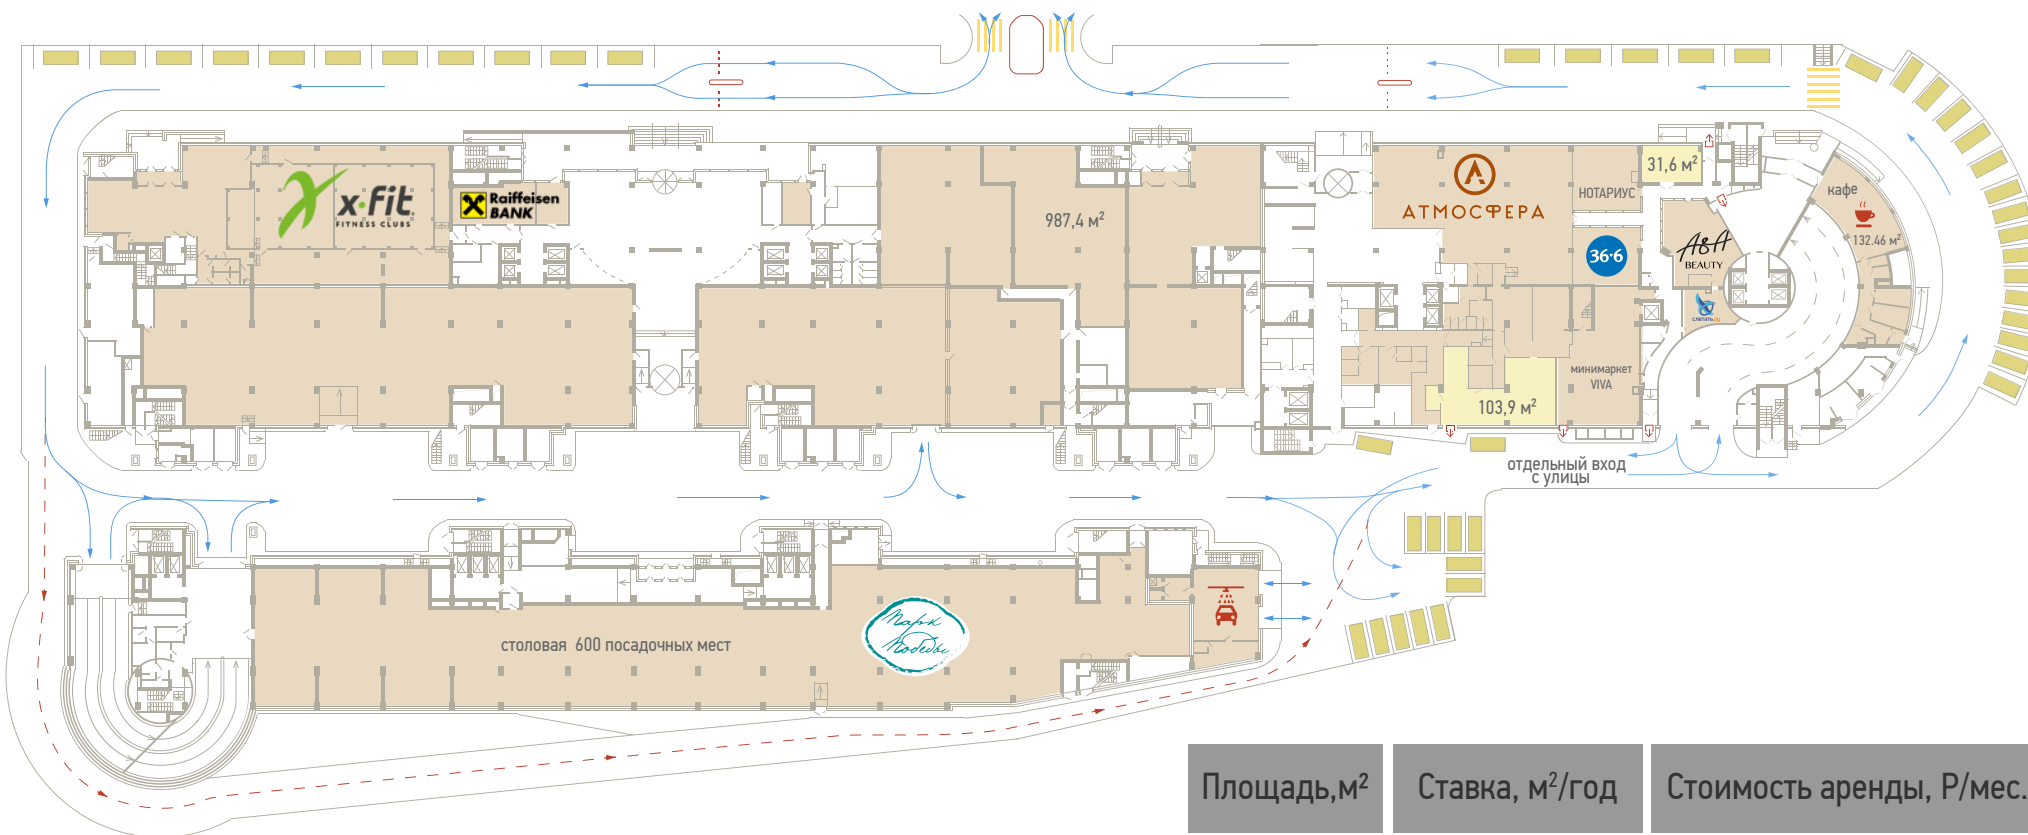 x·fit
FITNESS CLUBS
Raiffeisen
BANK
987,4 м²
АТМОСФЕРА
НОТАРИУС
31,6 м²
36·6
A&A
BEAUTY
кафе
132.46 м²
слетать.ру
минимаркет
VIVA
103,9 м²
отдельный вход
с улицы
столовая 600 посадочных мест
Парк
Победы
Площадь,м²
Ставка, м²/год
Стоимость аренды, Р/мес.